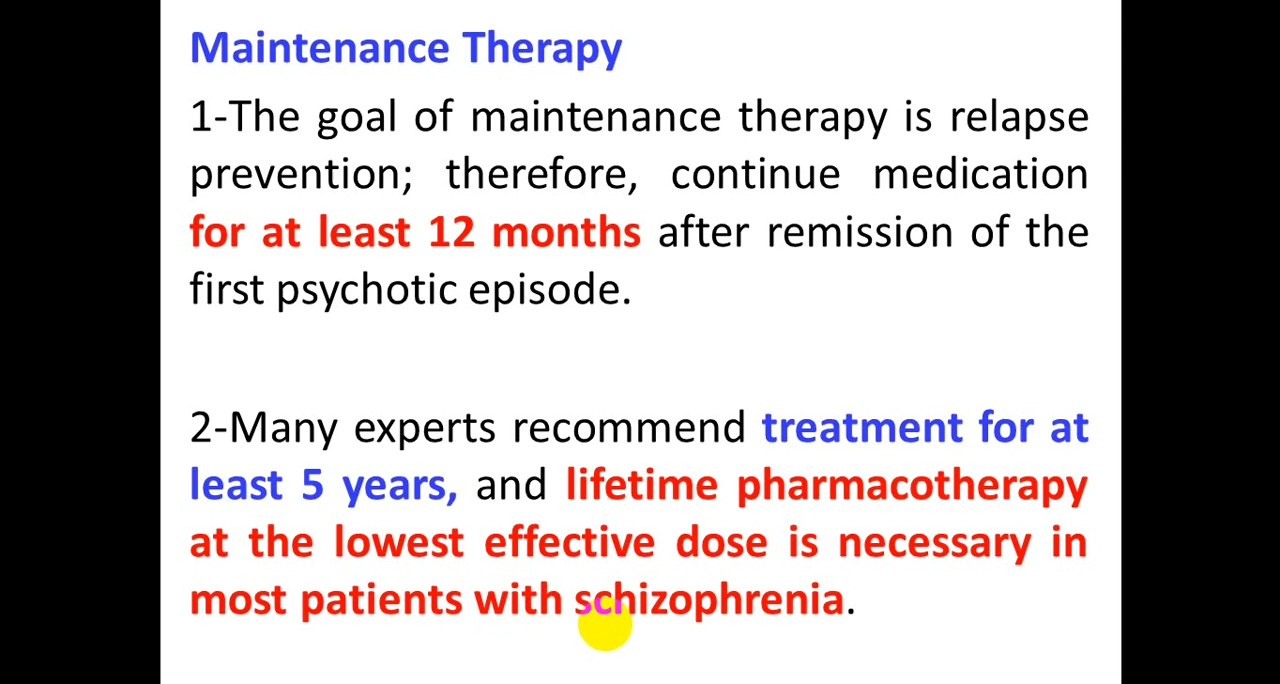 Maintenance Therapy
1-The goal of maintenance therapy is relapse
prevention; therefore, continue medication
for at least 12 months after remission of the
first psychotic episode.
2-Many experts recommend treatment for at
least 5 years, and lifetime pharmacotherapy
at the lowest effective dose is necessary in
most patients with schizophrenia.